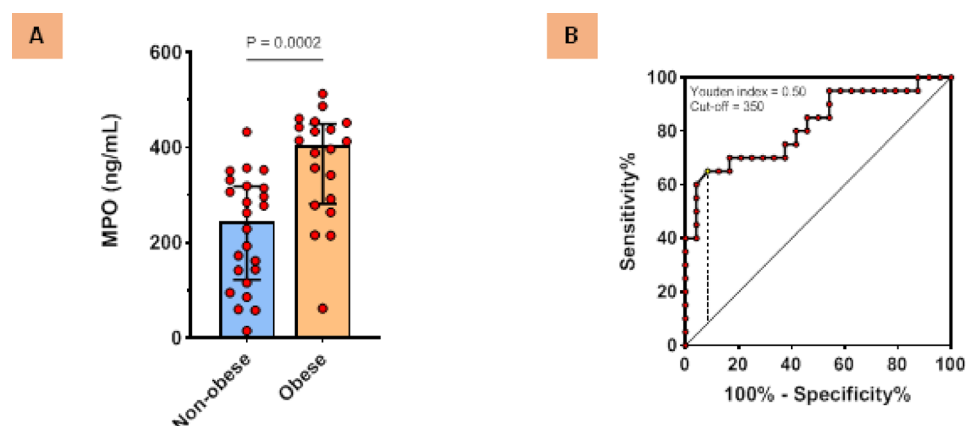 A
P = 0.0002
600
400
200
0
MPO (ng/mL)
Non-obese
Obese
B
Youden index = 0.50
Cut-off = 350
100
80
60
40
20
0
Sensitivity%
0 20 40 60 80 100
100% - Specificity%